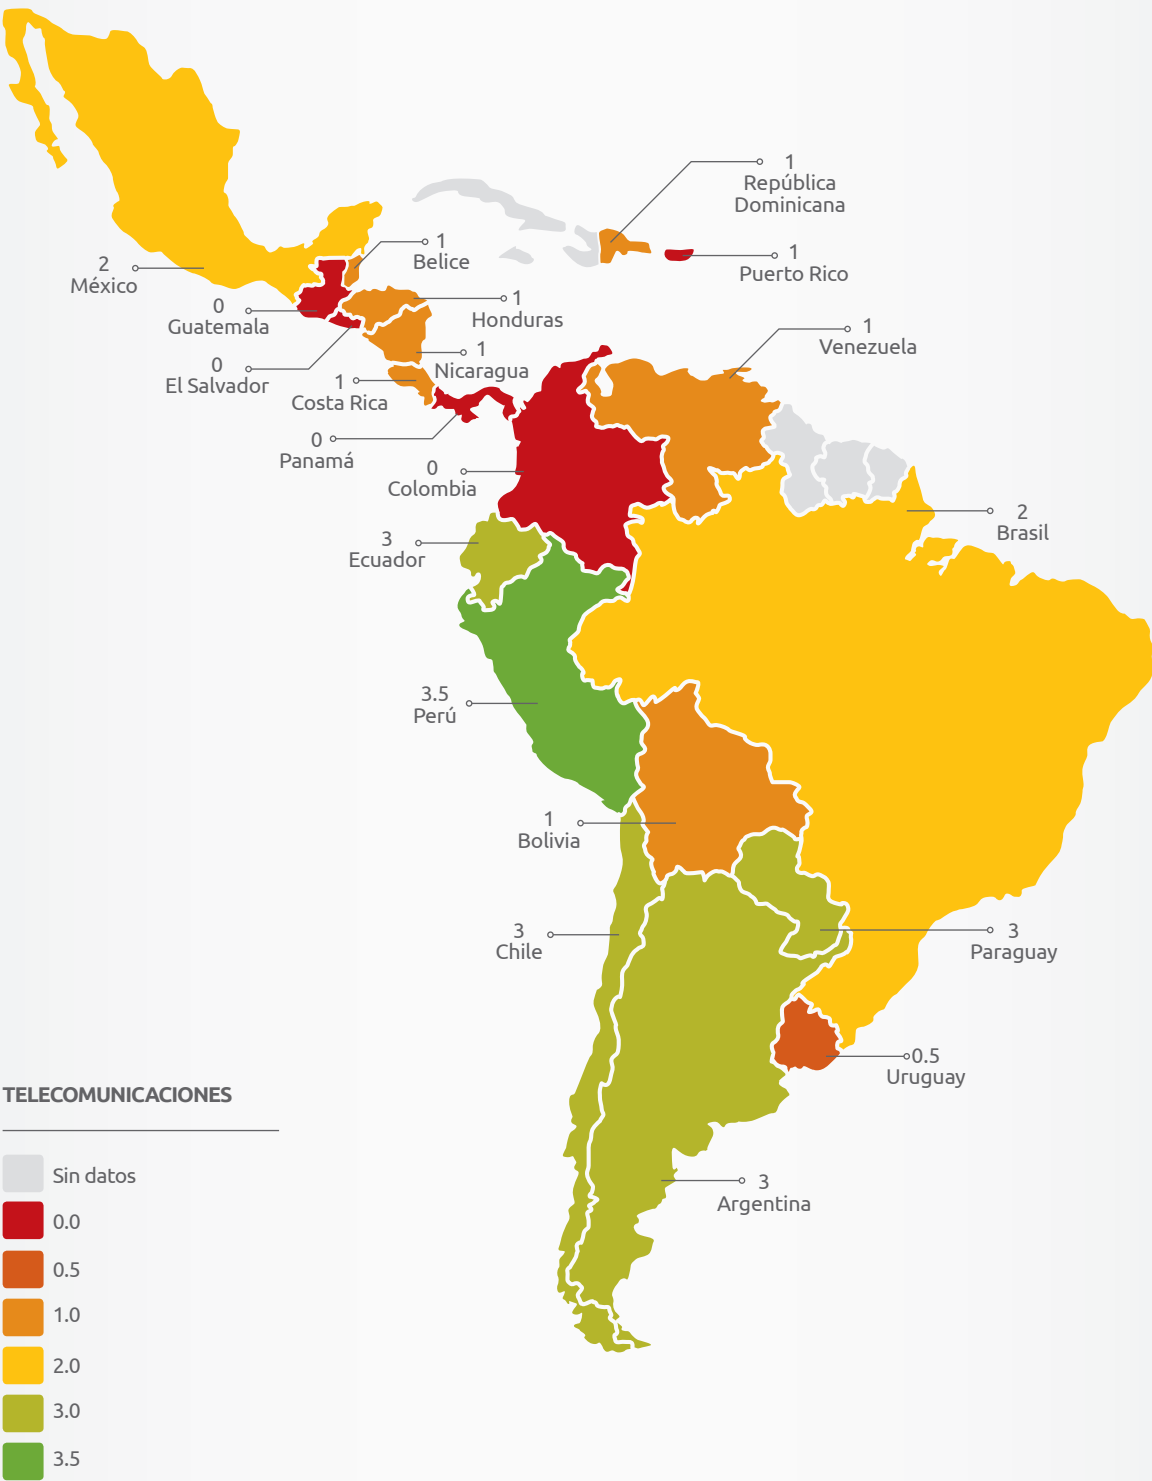 1
República
Dominicana
1
Belice
1
Puerto Rico
2
México
1
Honduras
0
Guatemala
1
Venezuela
1
Nicaragua
0
El Salvador
1
Costa Rica
0
Panamá
0
Colombia
2
Brasil
3
Ecuador
3.5
Perú
1
Bolivia
3
Chile
3
Paraguay
0.5
Uruguay
3
Argentina
TELECOMUNICACIONES
Sin datos
0.0
0.5
1.0
2.0
3.0
3.5